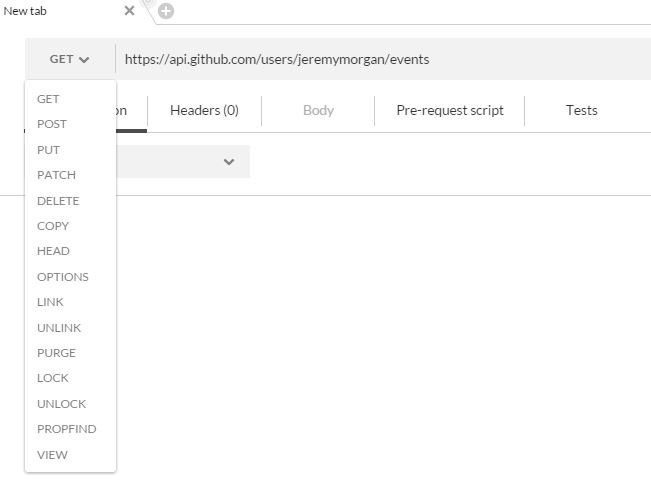 New tab
GET
https://api.github.com/users/jeremymorgan/events
on
Headers (0)
Body
Pre-request script
Tests
GET
POST
PUT
PATCH
DELETE
COPY
HEAD
OPTIONS
LINK
UNLINK
PURGE
LOCK
UNLOCK
PROPFIND
VIEW